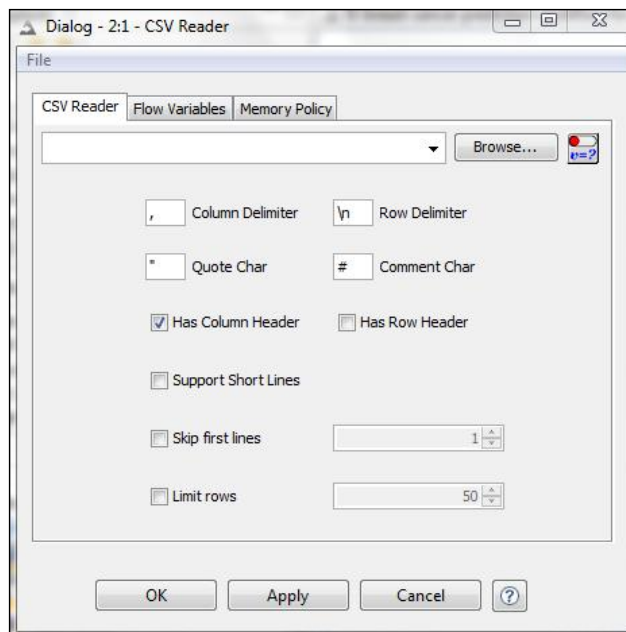 Dialog - 2:1 - CSV Reader
File
CSV Reader Flow Variables Memory Policy
Browse... v=?
, Column Delimiter \n Row Delimiter
" Quote Char # Comment Char
Has Column Header Has Row Header
Support Short Lines
Skip first lines 1
Limit rows 50
OK Apply Cancel ?